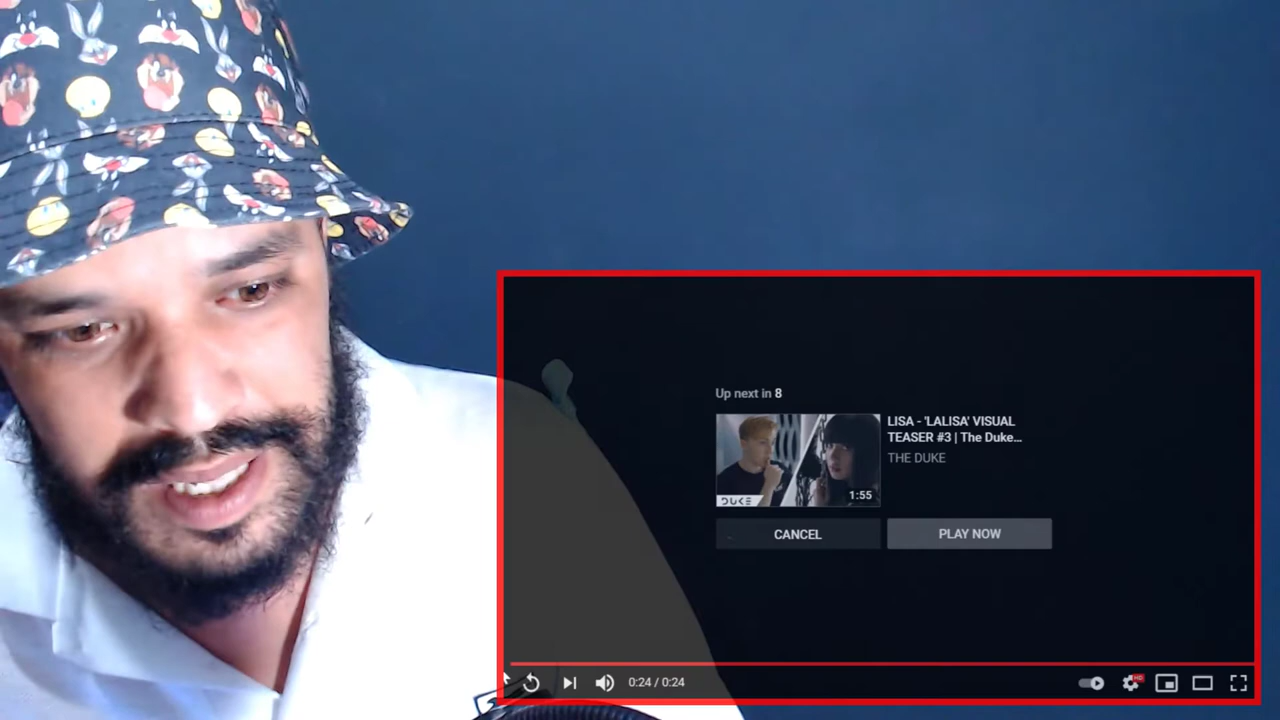 Up next in 8
LISA - 'LALISA' VISUAL
TEASER #3 | The Duke...
THE DUKE
DUKE
1:55
CANCEL
PLAY NOW
0:24 / 0:24
HD